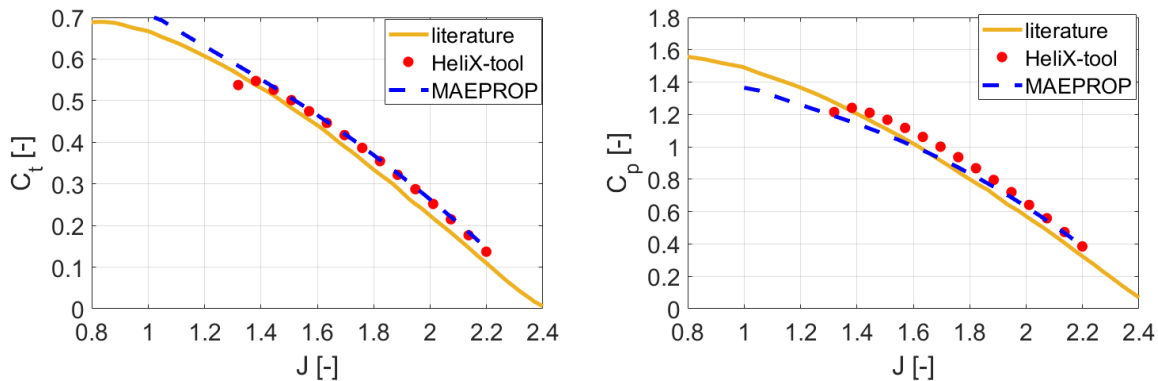 0.7
0.6
0.5
0.4
0.3
0.2
0.1
0
C_t [-]
0.8 1 1.2 1.4 1.6 1.8 2 2.2 2.4
J [-]
literature
HeliX-tool
MAEPROP
1.8
1.6
1.4
1.2
1
0.8
0.6
0.4
0.2
0
C_p [-]
0.8 1 1.2 1.4 1.6 1.8 2 2.2 2.4
J [-]
literature
HeliX-tool
MAEPROP